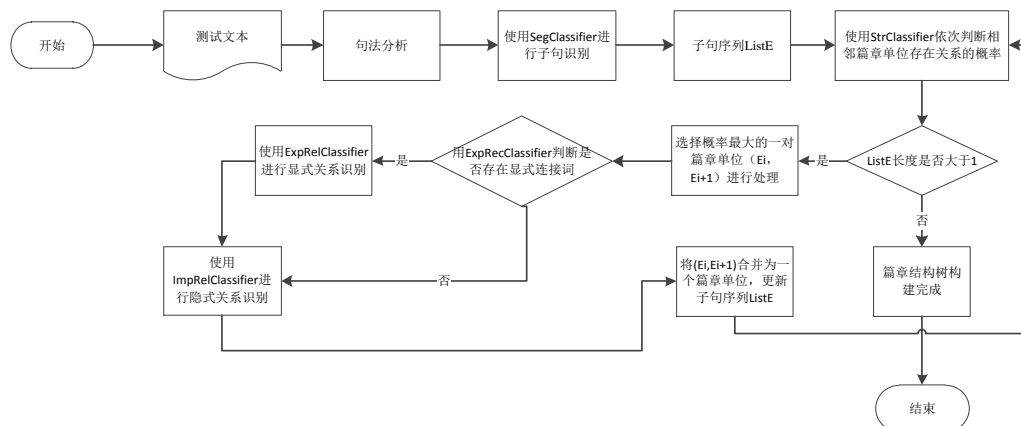 开始
测试文本
句法分析
使用SegClassifier进
行子句识别
子句序列ListE
使用StrClassifier依次判断相
邻篇章单位存在关系的概率
ListE长度是否大于1
是
选择概率最大的一对
篇章单位（Ei，
Ei+1）进行处理
用ExpRecClassifier判断是
否存在显式连接词
是
使用ExpRelClassifier
进行显式关系识别
否
使用
ImpRelClassifier进
行隐式关系识别
将(Ei,Ei+1)合并为一
个篇章单位，更新
子句序列ListE
否
篇章结构树构
建完成
结束